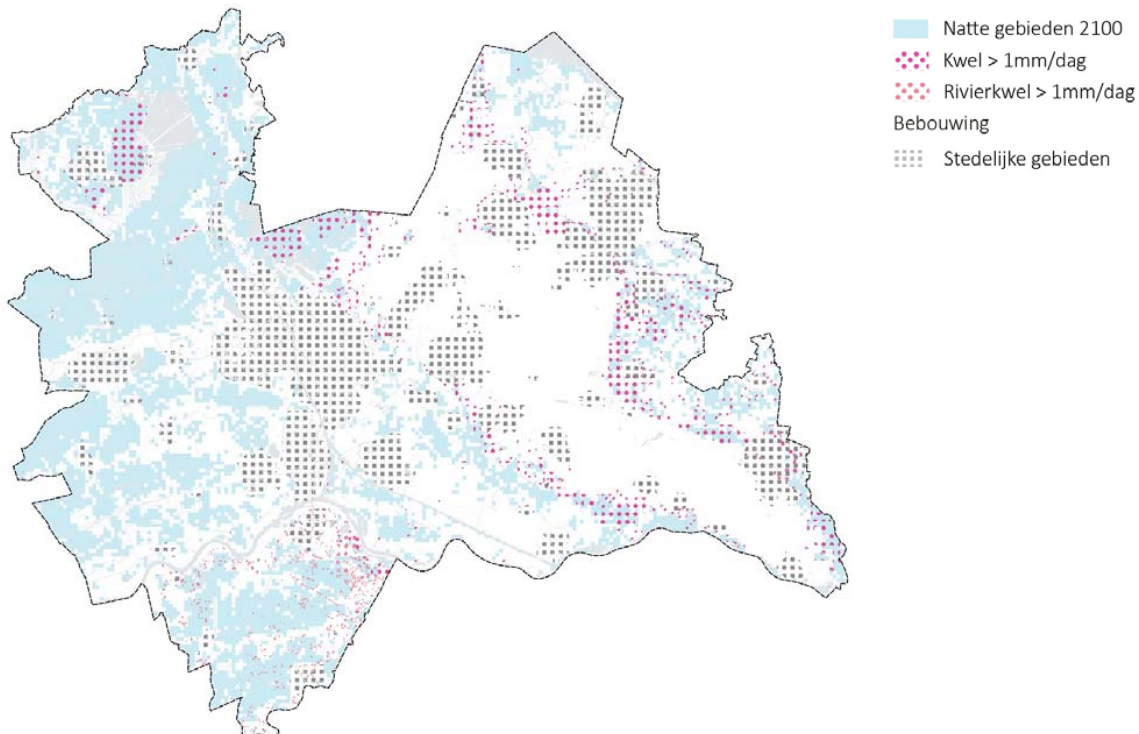 Natte gebieden 2100
Kwel > 1mm/dag
Rivierkwel > 1mm/dag
Bebouwing
Stedelijke gebieden